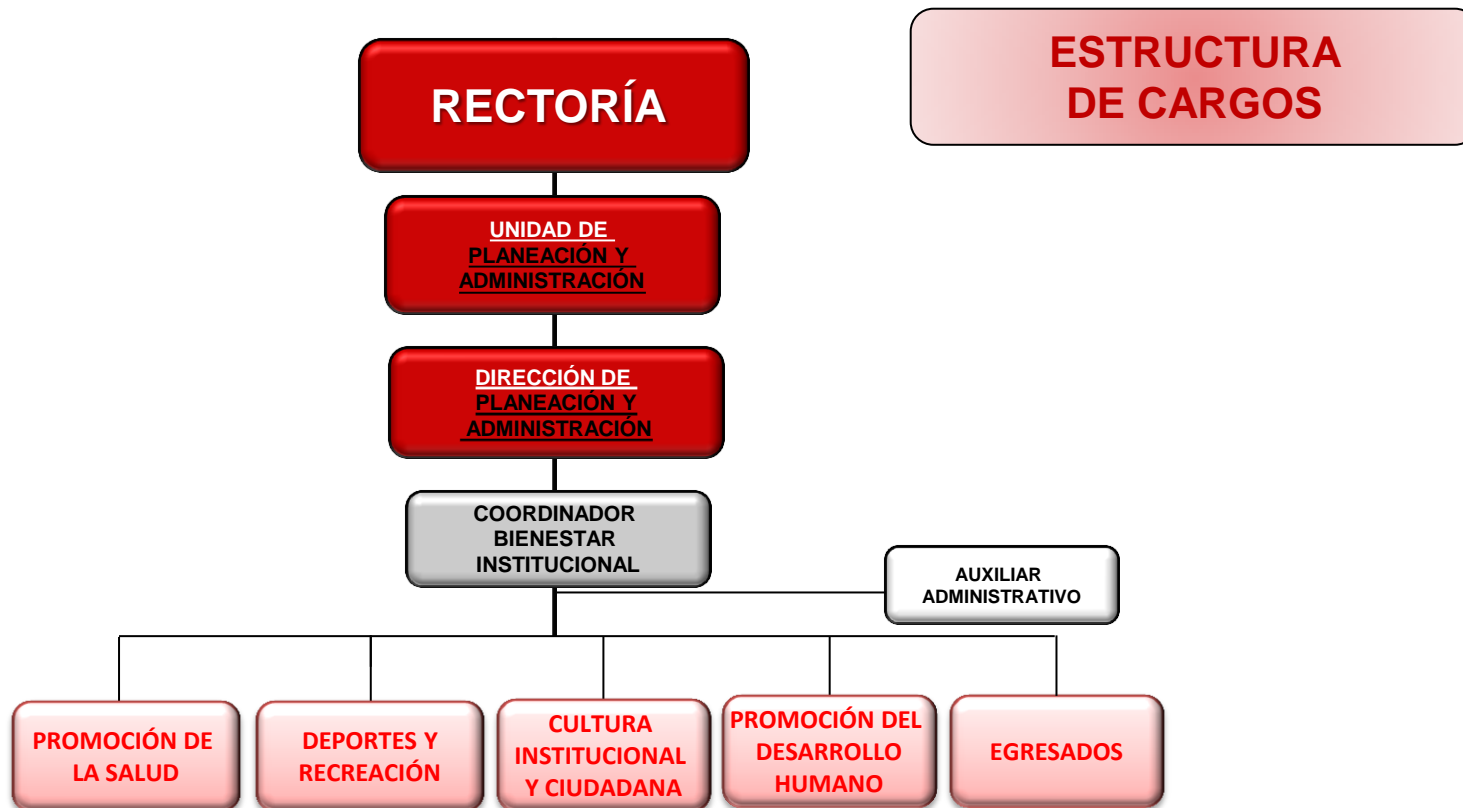 ESTRUCTURA
DE CARGOS
RECTORÍA
UNIDAD DE
PLANEACIÓN Y
ADMINISTRACIÓN
DIRECCIÓN DE
PLANEACIÓN Y
ADMINISTRACIÓN
COORDINADOR
BIENESTAR
INSTITUCIONAL
AUXILIAR
ADMINISTRATIVO
PROMOCIÓN DE
LA SALUD
DEPORTES Y
RECREACIÓN
CULTURA
INSTITUCIONAL
Y CIUDADANA
PROMOCIÓN DEL
DESARROLLO
HUMANO
EGRESADOS